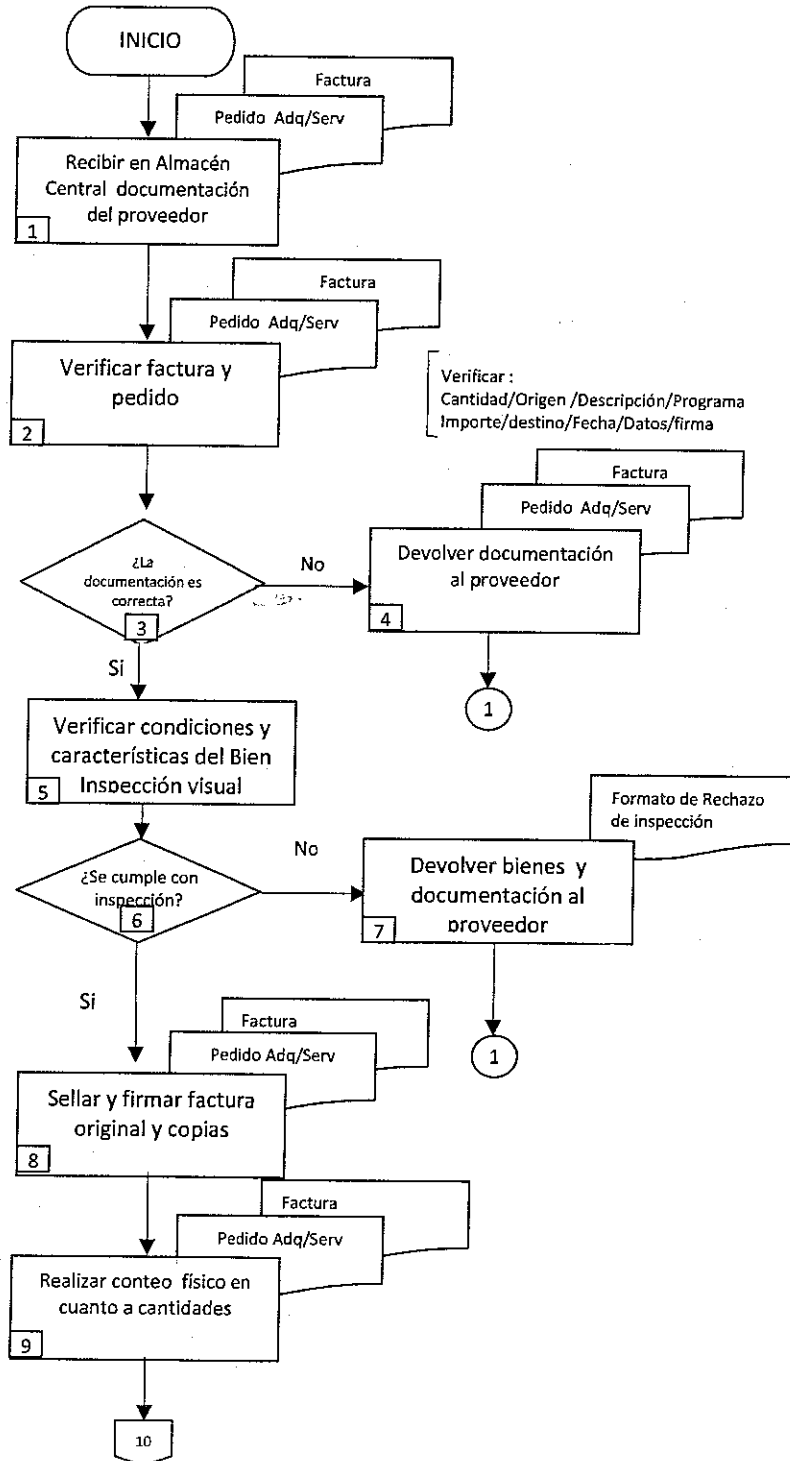 INICIO
Factura
Pedido Adq/Serv
Recibir en Almacén
Central documentación
del proveedor
1
Factura
Pedido Adq/Serv
Verificar factura y
pedido
2
Verificar :
Cantidad/Origen /Descripción/Programa
Importe/destino/Fecha/Datos/firma
Factura
Pedido Adq/Serv
Devolver documentación
al proveedor
4
¿La
documentación es
correcta?
3
No
Si
1
Verificar condiciones y
características del Bien
Inspección visual
5
Formato de Rechazo
de inspección
¿Se cumple con
inspección?
6
No
Devolver bienes y
documentación al
proveedor
7
Si
1
Factura
Pedido Adq/Serv
Sellar y firmar factura
original y copias
8
Factura
Pedido Adq/Serv
Realizar conteo físico en
cuanto a cantidades
9
10